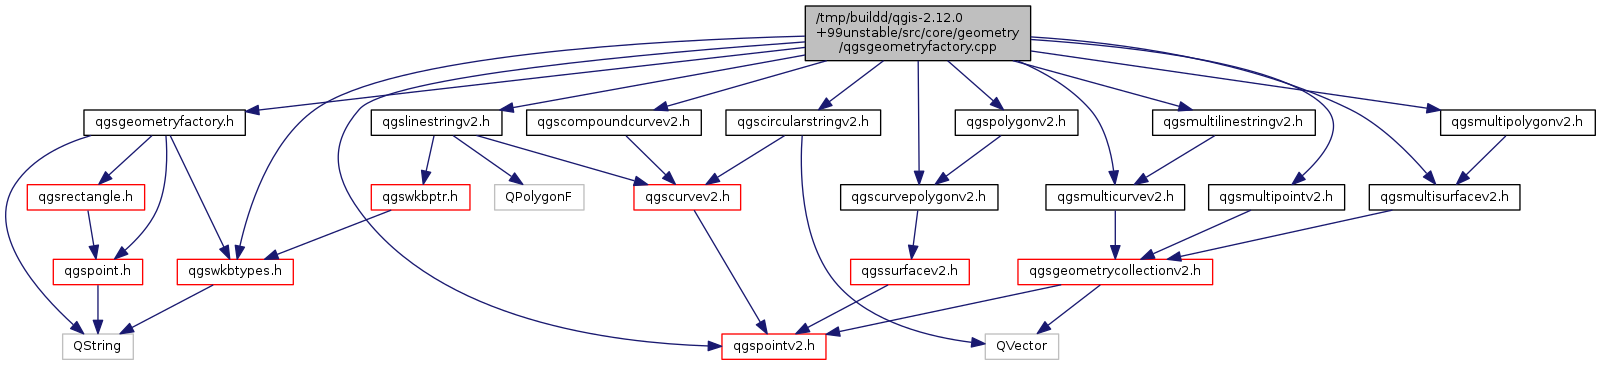 /tmp/buildd/qgis-2.12.0
+99unstable/src/core/geometry
/qgsgeometryfactory.cpp
qgsgeometryfactory.h
qgslinestringv2.h
qgscompoundcurvev2.h
qgscircularstringv2.h
qgspolygonv2.h
qgsmultilinestringv2.h
qgsmultipolygonv2.h
qgsrectangle.h
qgswkbptr.h
QPolygonF
qgscurvev2.h
qgscurvepolygonv2.h
qgsmulticurvev2.h
qgsmultipointv2.h
qgsmultisurfacev2.h
qgspoint.h
qgswkbtypes.h
qgssurfacev2.h
qgsgeometrycollectionv2.h
QString
qgspointv2.h
QVector